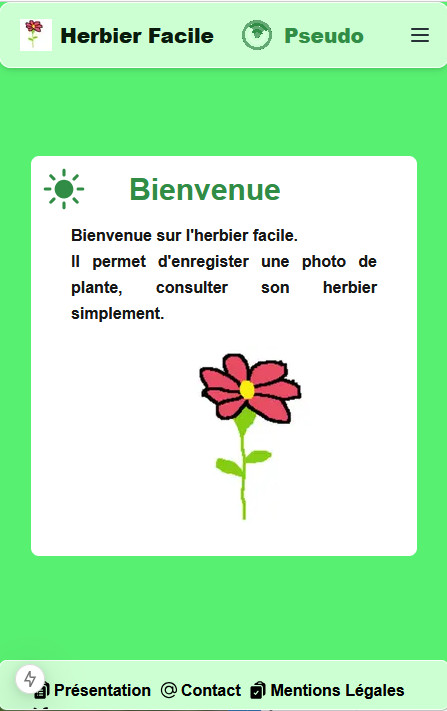 Herbier Facile Pseudo
Bienvenue
Bienvenue sur l'herbier facile.
Il permet d'enregister une photo de
plante, consulter son herbier
simplement.
Présentation Contact Mentions Légales